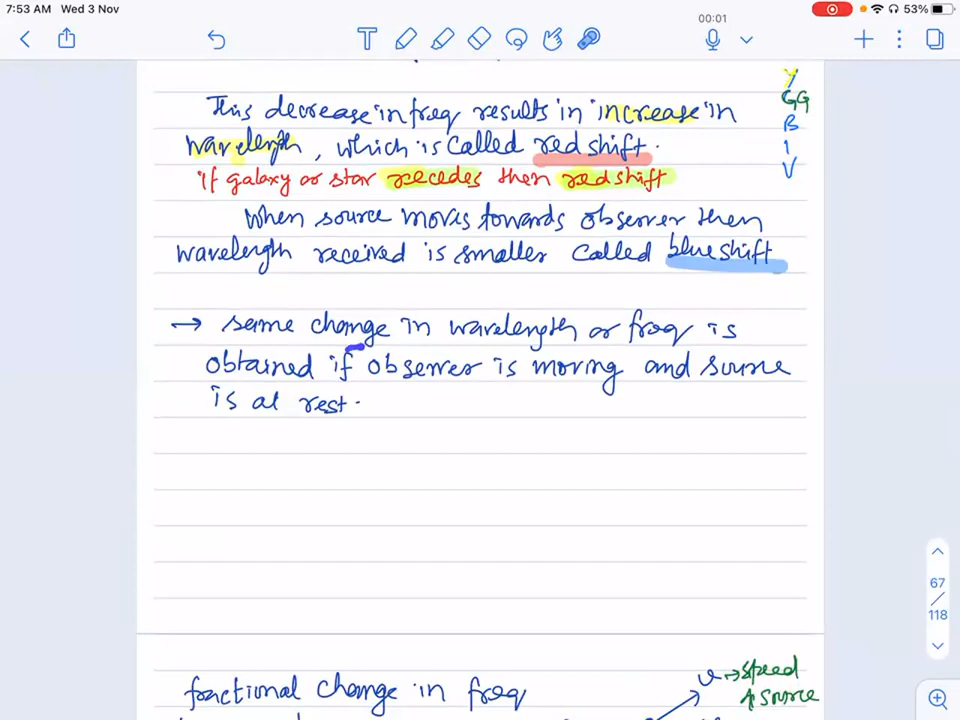 7:53 AM Wed 3 Nov
53%
00:01
Y
GG
B
I
V
This decrease in freq results in increase in
wavelength, which is called red shift.
if galaxy or star recedes then red shift
When source moves towards observer then
wavelength received is smaller called blue shift
→ same change in wavelength or freq is
obtained if observer is moving and source
is at rest.
67
/
118
fractional change in freq
v → speed
source